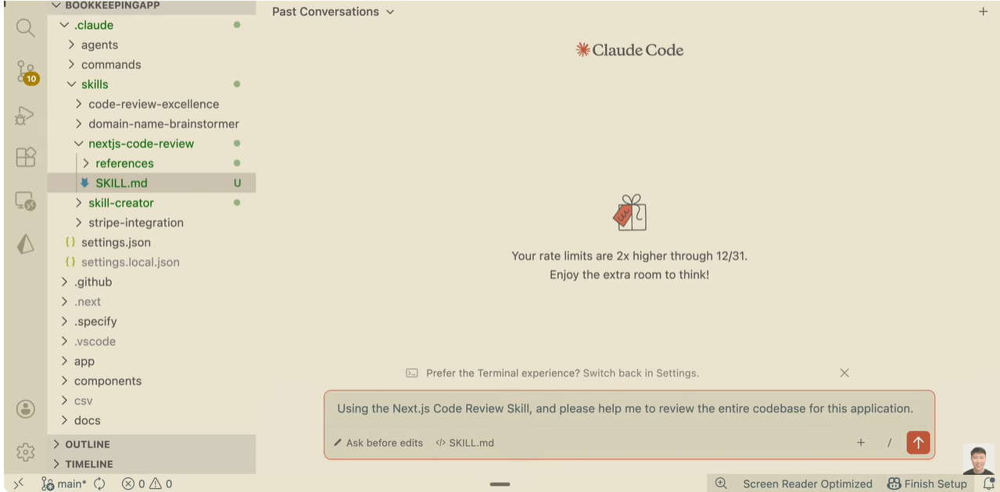 BOOKKEEPINGAPP
.claude
agents
commands
skills
code-review-excellence
domain-name-brainstormer
nextjs-code-review
references
SKILL.md U
skill-creator
stripe-integration
{} settings.json
{} settings.local.json
.github
.next
.specify
.vscode
app
components
csv
docs
OUTLINE
TIMELINE
10
Past Conversations
Claude Code
Your rate limits are 2x higher through 12/31.
Enjoy the extra room to think!
Prefer the Terminal experience? Switch back in Settings.
Using the Next.js Code Review Skill, and please help me to review the entire codebase for this application.
Ask before edits </> SKILL.md + /
main* 0 0 Screen Reader Optimized Finish Setup